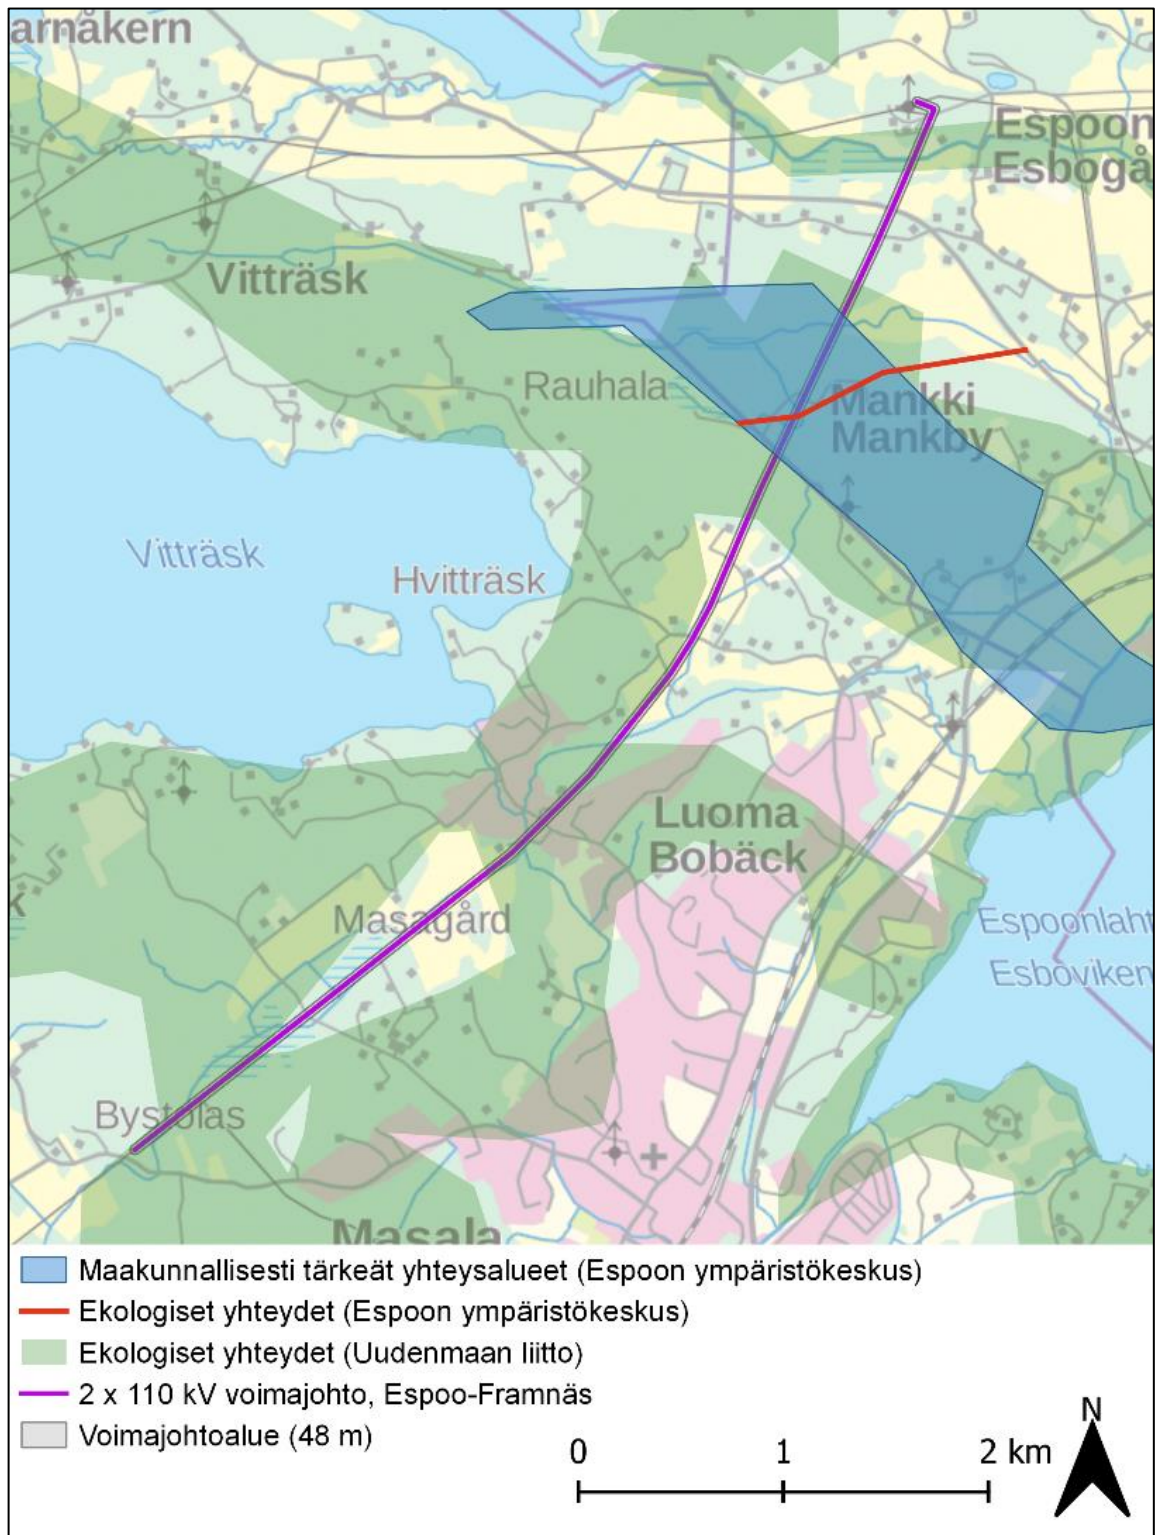 arnåkern
Espoon
Esbogå
Vitträsk
Rauhala
Mankki
Mankby
Vitträsk
Hvitträsk
Luoma
Bobäck
k
Masagård
Espoonlaht
Esboviken
Bystolas
Masala
Maakunnallisesti tärkeät yhteysalueet (Espoon ympäristökeskus)
Ekologiset yhteydet (Espoon ympäristökeskus)
Ekologiset yhteydet (Uudenmaan liitto)
2 x 110 kV voimajohto, Espoo-Framnäs
Voimajohtoalue (48 m)
N
0 1 2 km